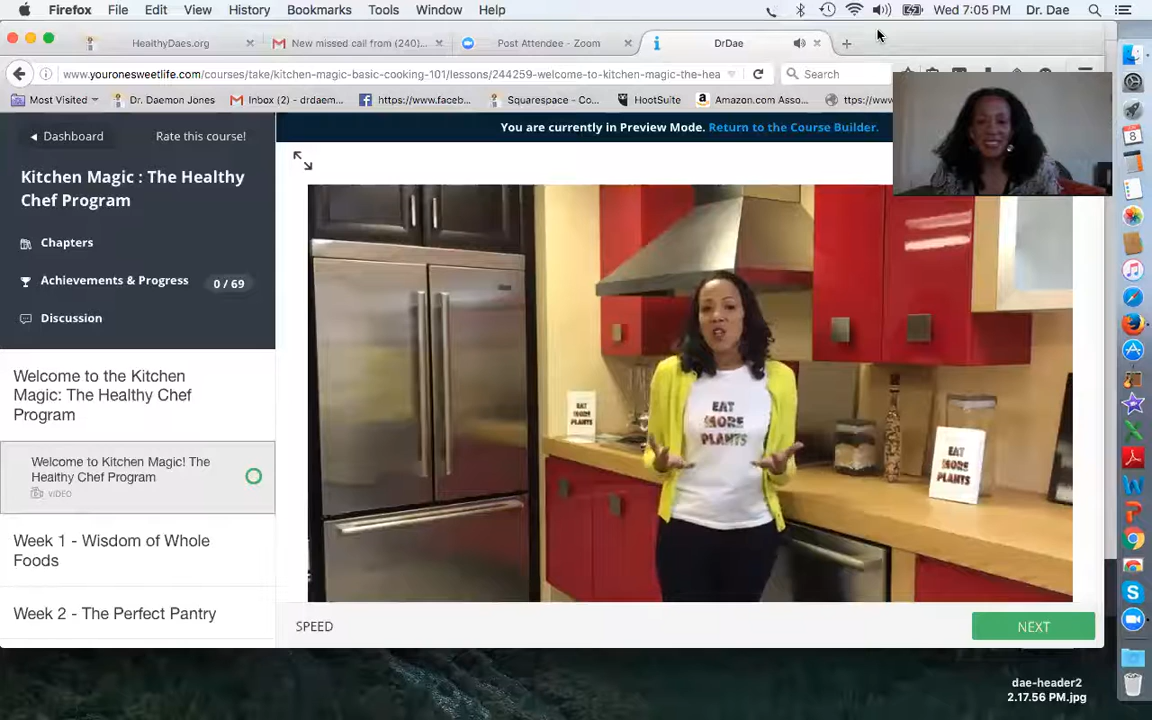 Firefox File Edit View History Bookmarks Tools Window Help Wed 7:05 PM Dr. Dae
HealthyDaes.org New missed call from (240)... Post Attendee - Zoom DrDae
www.youronesweetlife.com/courses/take/kitchen-magic-basic-cooking-101/lessons/244259-welcome-to-kitchen-magic-the-hea Search
Most Visited Dr. Daemon Jones Inbox (2) - drdaem... https://www.faceb... Squarespace - Co... HootSuite Amazon.com Asso... ttps://www
Dashboard Rate this course!
You are currently in Preview Mode. Return to the Course Builder.
Kitchen Magic : The Healthy
Chef Program
Chapters
Achievements & Progress 0 / 69
Discussion
Welcome to the Kitchen
Magic: The Healthy Chef
Program
Welcome to Kitchen Magic! The
Healthy Chef Program
VIDEO
Week 1 - Wisdom of Whole
Foods
Week 2 - The Perfect Pantry
EAT
MORE
PLANTS
EAT
MORE
PLANTS
EAT
MORE
PLANTS
SPEED
NEXT
dae-header2
2.17.56 PM.jpg